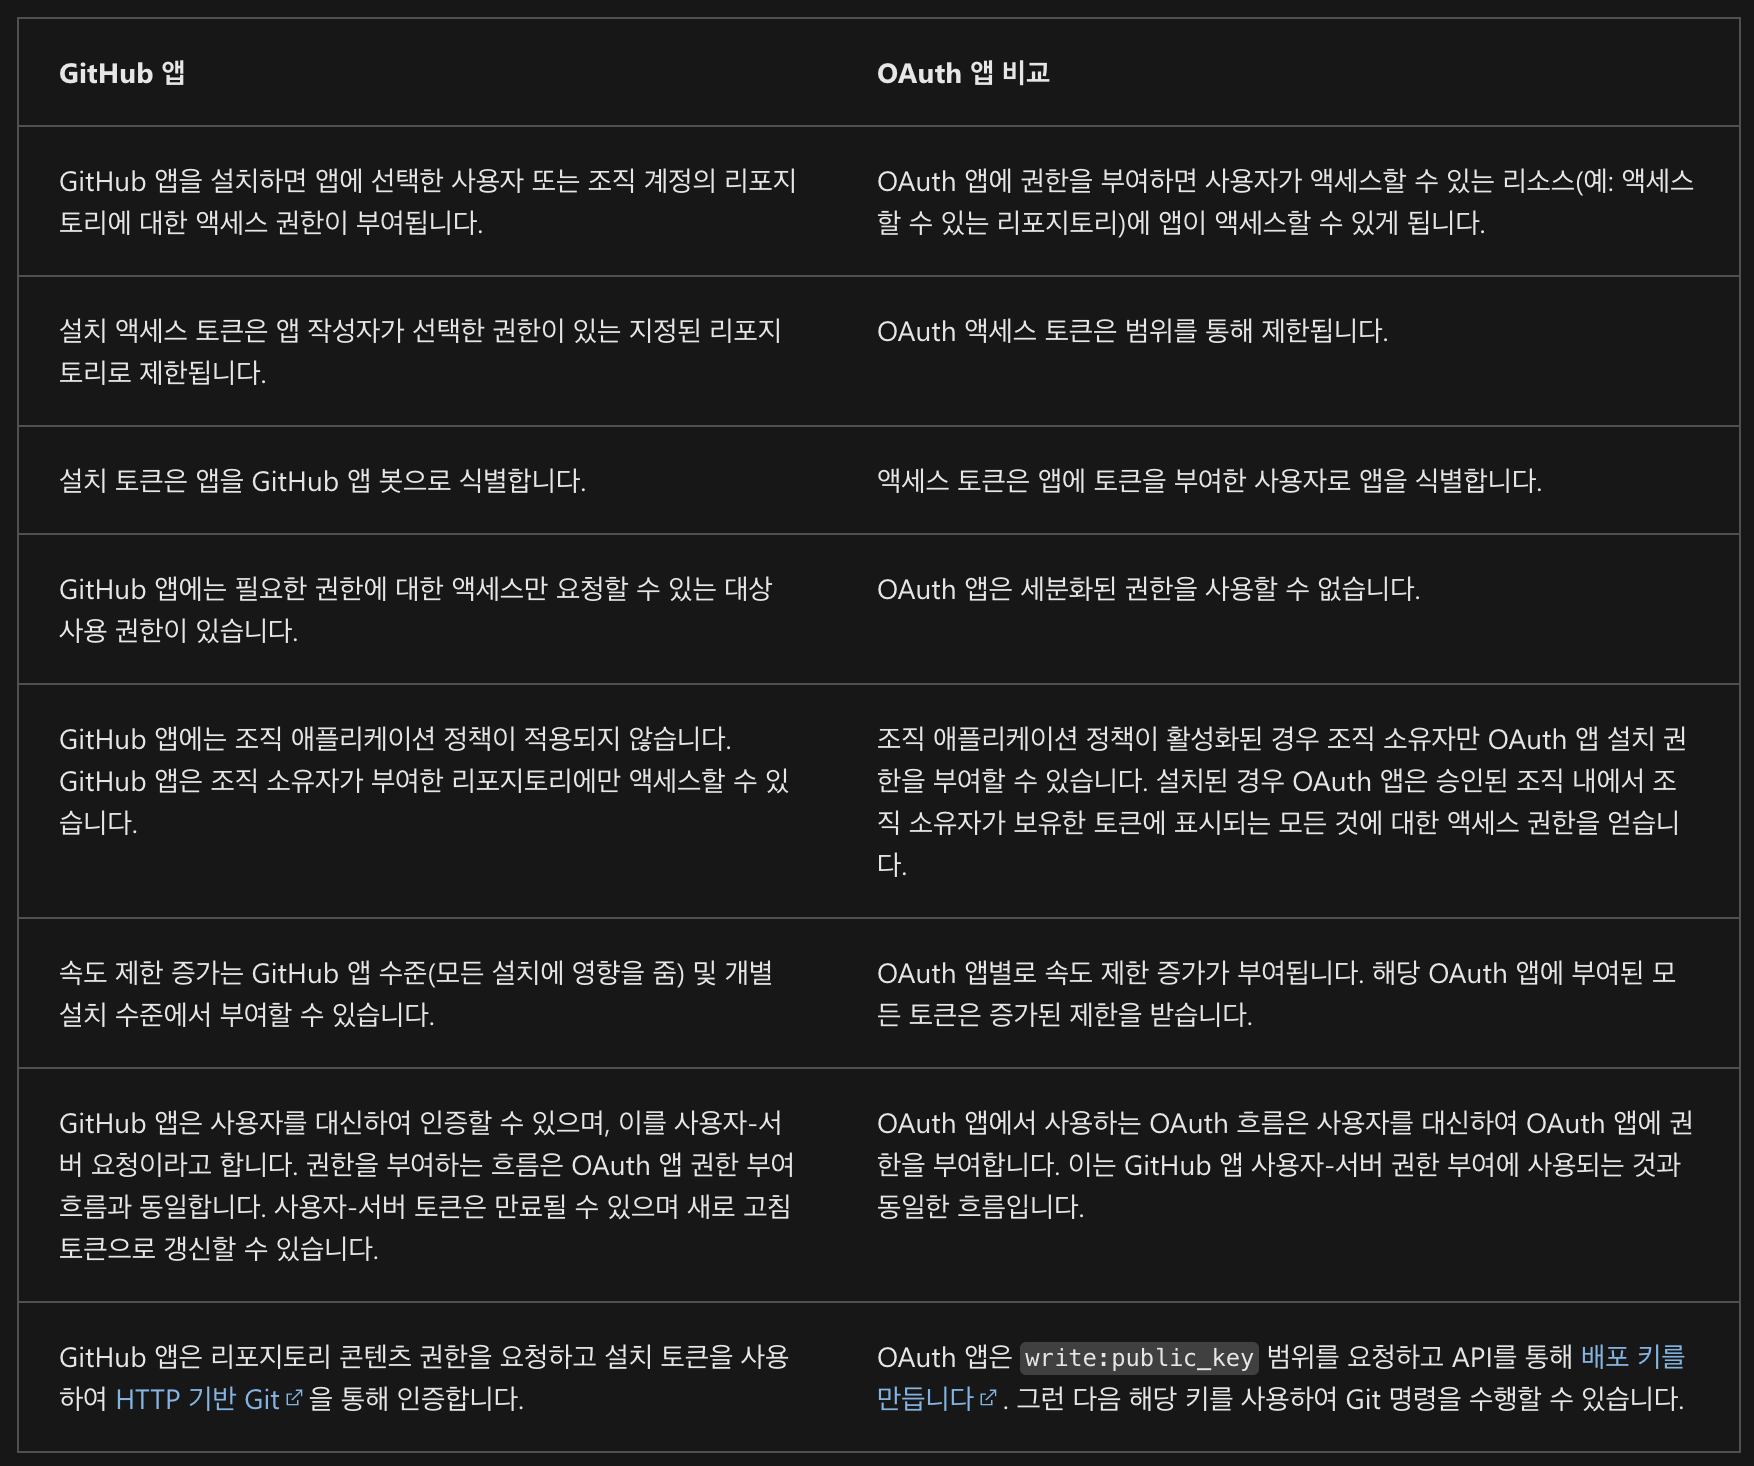 GitHub 앱
OAuth 앱 비교
GitHub 앱을 설치하면 앱에 선택한 사용자 또는 조직 계정의 리포지
토리에 대한 액세스 권한이 부여됩니다.
OAuth 앱에 권한을 부여하면 사용자가 액세스할 수 있는 리소스(예: 액세스
할 수 있는 리포지토리)에 앱이 액세스할 수 있게 됩니다.
설치 액세스 토큰은 앱 작성자가 선택한 권한이 있는 지정된 리포지
토리로 제한됩니다.
OAuth 액세스 토큰은 범위를 통해 제한됩니다.
설치 토큰은 앱을 GitHub 앱 봇으로 식별합니다.
액세스 토큰은 앱에 토큰을 부여한 사용자로 앱을 식별합니다.
GitHub 앱에는 필요한 권한에 대한 액세스만 요청할 수 있는 대상
사용 권한이 있습니다.
OAuth 앱은 세분화된 권한을 사용할 수 없습니다.
GitHub 앱에는 조직 애플리케이션 정책이 적용되지 않습니다.
GitHub 앱은 조직 소유자가 부여한 리포지토리에만 액세스할 수 있
습니다.
조직 애플리케이션 정책이 활성화된 경우 조직 소유자만 OAuth 앱 설치 권
한을 부여할 수 있습니다. 설치된 경우 OAuth 앱은 승인된 조직 내에서 조
직 소유자가 보유한 토큰에 표시되는 모든 것에 대한 액세스 권한을 얻습니
다.
속도 제한 증가는 GitHub 앱 수준(모든 설치에 영향을 줌) 및 개별
설치 수준에서 부여할 수 있습니다.
OAuth 앱별로 속도 제한 증가가 부여됩니다. 해당 OAuth 앱에 부여된 모
든 토큰은 증가된 제한을 받습니다.
GitHub 앱은 사용자를 대신하여 인증할 수 있으며, 이를 사용자-서
버 요청이라고 합니다. 권한을 부여하는 흐름은 OAuth 앱 권한 부여
흐름과 동일합니다. 사용자-서버 토큰은 만료될 수 있으며 새로 고침
토큰으로 갱신할 수 있습니다.
OAuth 앱에서 사용하는 OAuth 흐름은 사용자를 대신하여 OAuth 앱에 권
한을 부여합니다. 이는 GitHub 앱 사용자-서버 권한 부여에 사용되는 것과
동일한 흐름입니다.
GitHub 앱은 리포지토리 콘텐츠 권한을 요청하고 설치 토큰을 사용
하여 HTTP 기반 Git을 통해 인증합니다.
OAuth 앱은 write:public_key 범위를 요청하고 API를 통해 배포 키를
만듭니다. 그런 다음 해당 키를 사용하여 Git 명령을 수행할 수 있습니다.